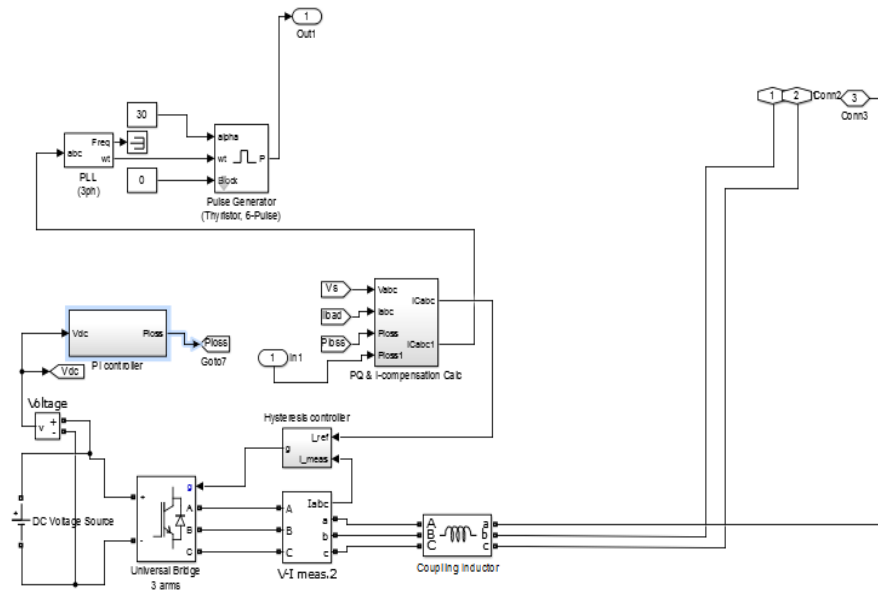 1
Out1
30
alpha
wt
P
Block
0
Pulse Generator
(Thyristor, 6-Pulse)
Freq
abc
wt
PLL
(3ph)
1
2
Conn2
3
Conn3
Vs
Vabc
ICabc
Iabc
Ploss
Ploss
ICabc1
Ploss1
PQ & I-compensation Calc
1
In1
Vdc
Ploss
PI controller
Ploss
Goto7
Vdc
Voltage
v
+
-
Hysteresis controller
I_ref
g
I_meas
DC Voltage Source
+
g
+
A
B
-
C
Universal Bridge
3 arms
Iabc
A
a
B
b
C
c
V-I meas.2
A
a
B
b
C
c
Coupling Inductor